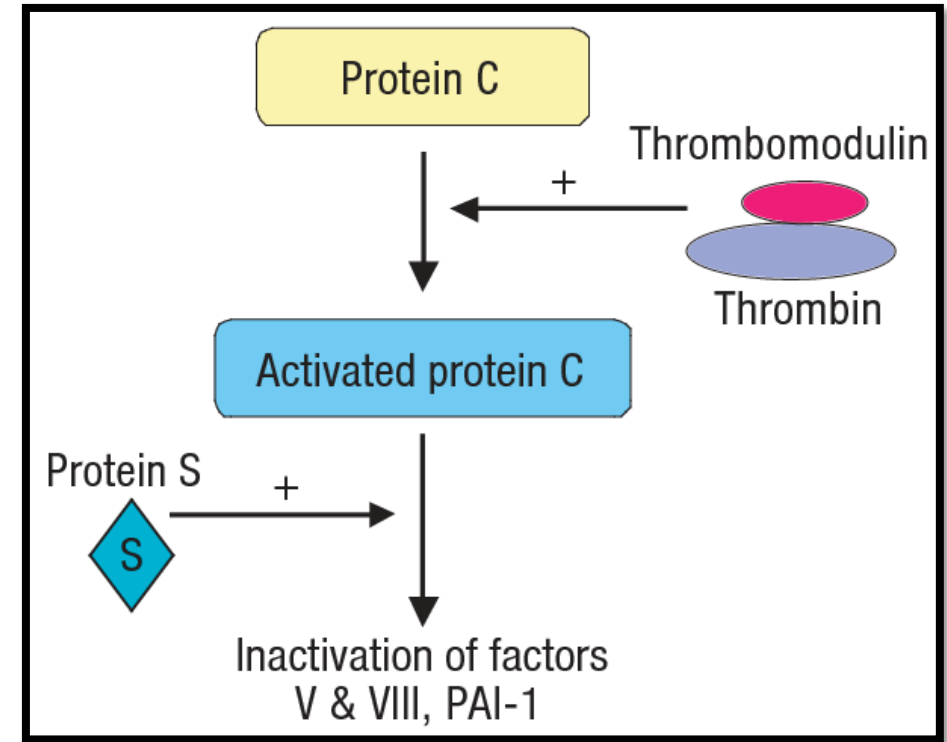 Protein C
Thrombomodulin
+
Thrombin
Activated protein C
Protein S
+
S
Inactivation of factors
V & VIII, PAI-1